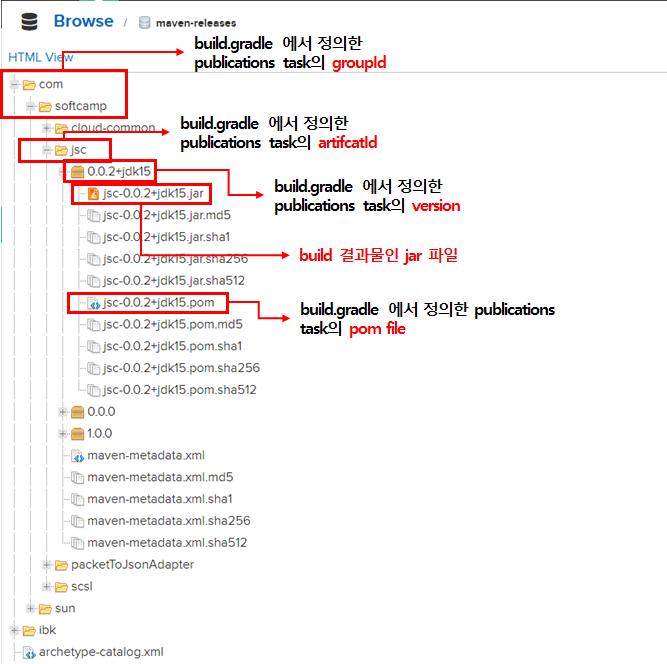 Browse / maven-releases
HTML View
build.gradle 에서 정의한
publications task의 groupId
com
softcamp
cloud-common
build.gradle 에서 정의한
publications task의 artifcatId
jsc
0.0.2+jdk15
build.gradle 에서 정의한
publications task의 version
jsc-0.0.2+jdk15.jar
jsc-0.0.2+jdk15.jar.md5
jsc-0.0.2+jdk15.jar.sha1
build 결과물인 jar 파일
jsc-0.0.2+jdk15.jar.sha256
jsc-0.0.2+jdk15.jar.sha512
jsc-0.0.2+jdk15.pom
build.gradle 에서 정의한 publications
task의 pom file
jsc-0.0.2+jdk15.pom.md5
jsc-0.0.2+jdk15.pom.sha1
jsc-0.0.2+jdk15.pom.sha256
jsc-0.0.2+jdk15.pom.sha512
0.0.0
1.0.0
maven-metadata.xml
maven-metadata.xml.md5
maven-metadata.xml.sha1
maven-metadata.xml.sha256
maven-metadata.xml.sha512
packetToJsonAdapter
scsl
sun
ibk
archetype-catalog.xml